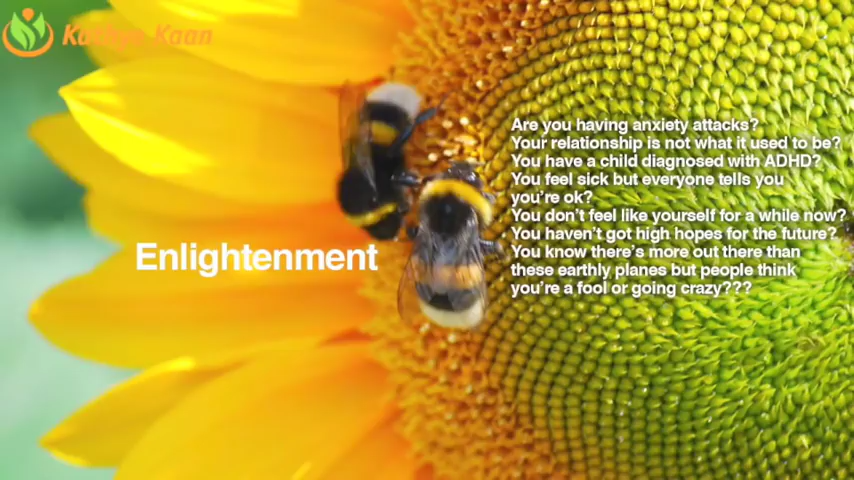 Enlightenment
Are you having anxiety attacks?
Your relationship is not what it used to be?
You have a child diagnosed with ADHD?
You feel sick but everyone tells you
you're ok?
You don't feel like yourself for a while now?
You haven't got high hopes for the future?
You know there's more out there than
these earthly planes but people think
you're a fool or going crazy???